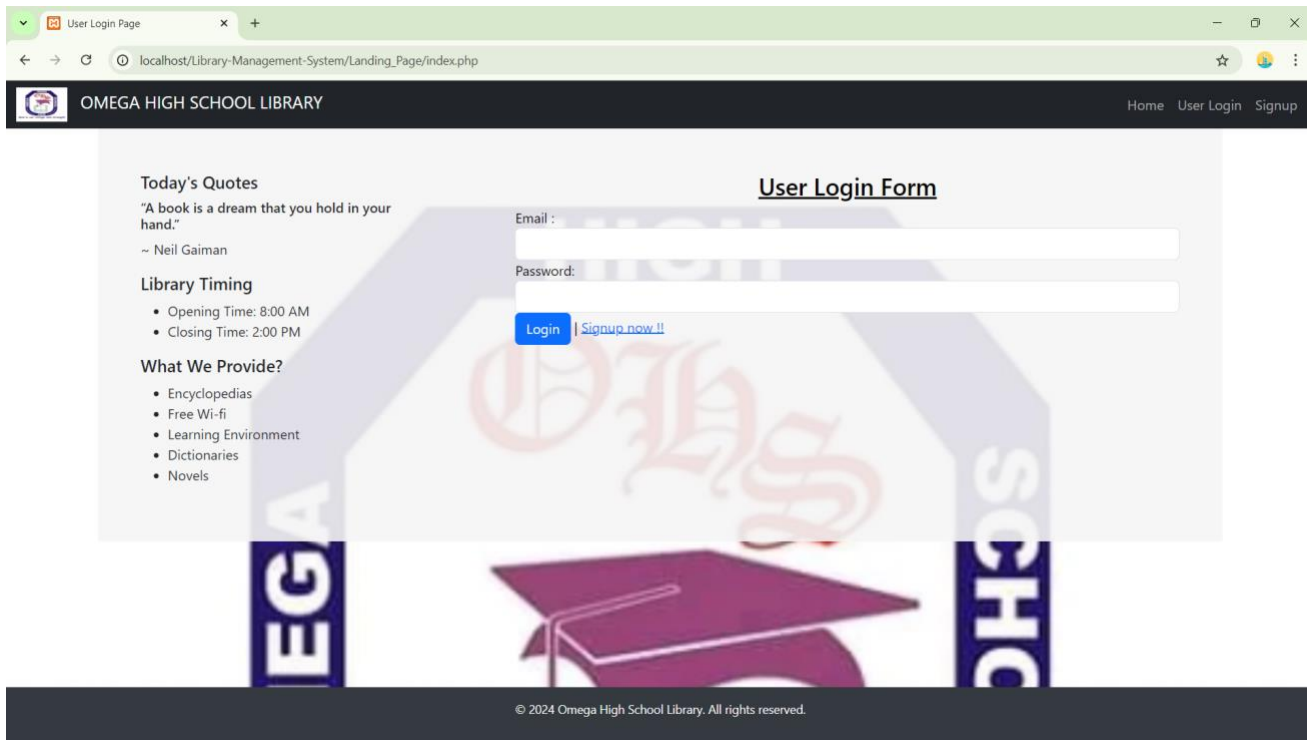 User Login Page
localhost/Library-Management-System/Landing_Page/index.php
OMEGA HIGH SCHOOL LIBRARY
Home User Login Signup
Today's Quotes
“A book is a dream that you hold in your
hand.”
~ Neil Gaiman
Library Timing
• Opening Time: 8:00 AM
• Closing Time: 2:00 PM
What We Provide?
• Encyclopedias
• Free Wi-fi
• Learning Environment
• Dictionaries
• Novels
User Login Form
Email :
Password:
Login | Signup now !!
HIGH
OHS
© 2024 Omega High School Library. All rights reserved.